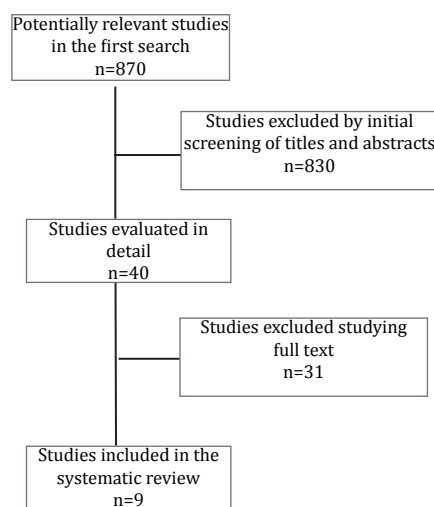 Potentially relevant studies
in the first search
n=870
Studies excluded by initial
screening of titles and abstracts
n=830
Studies evaluated in
detail
n=40
Studies excluded studying
full text
n=31
Studies included in the
systematic review
n=9